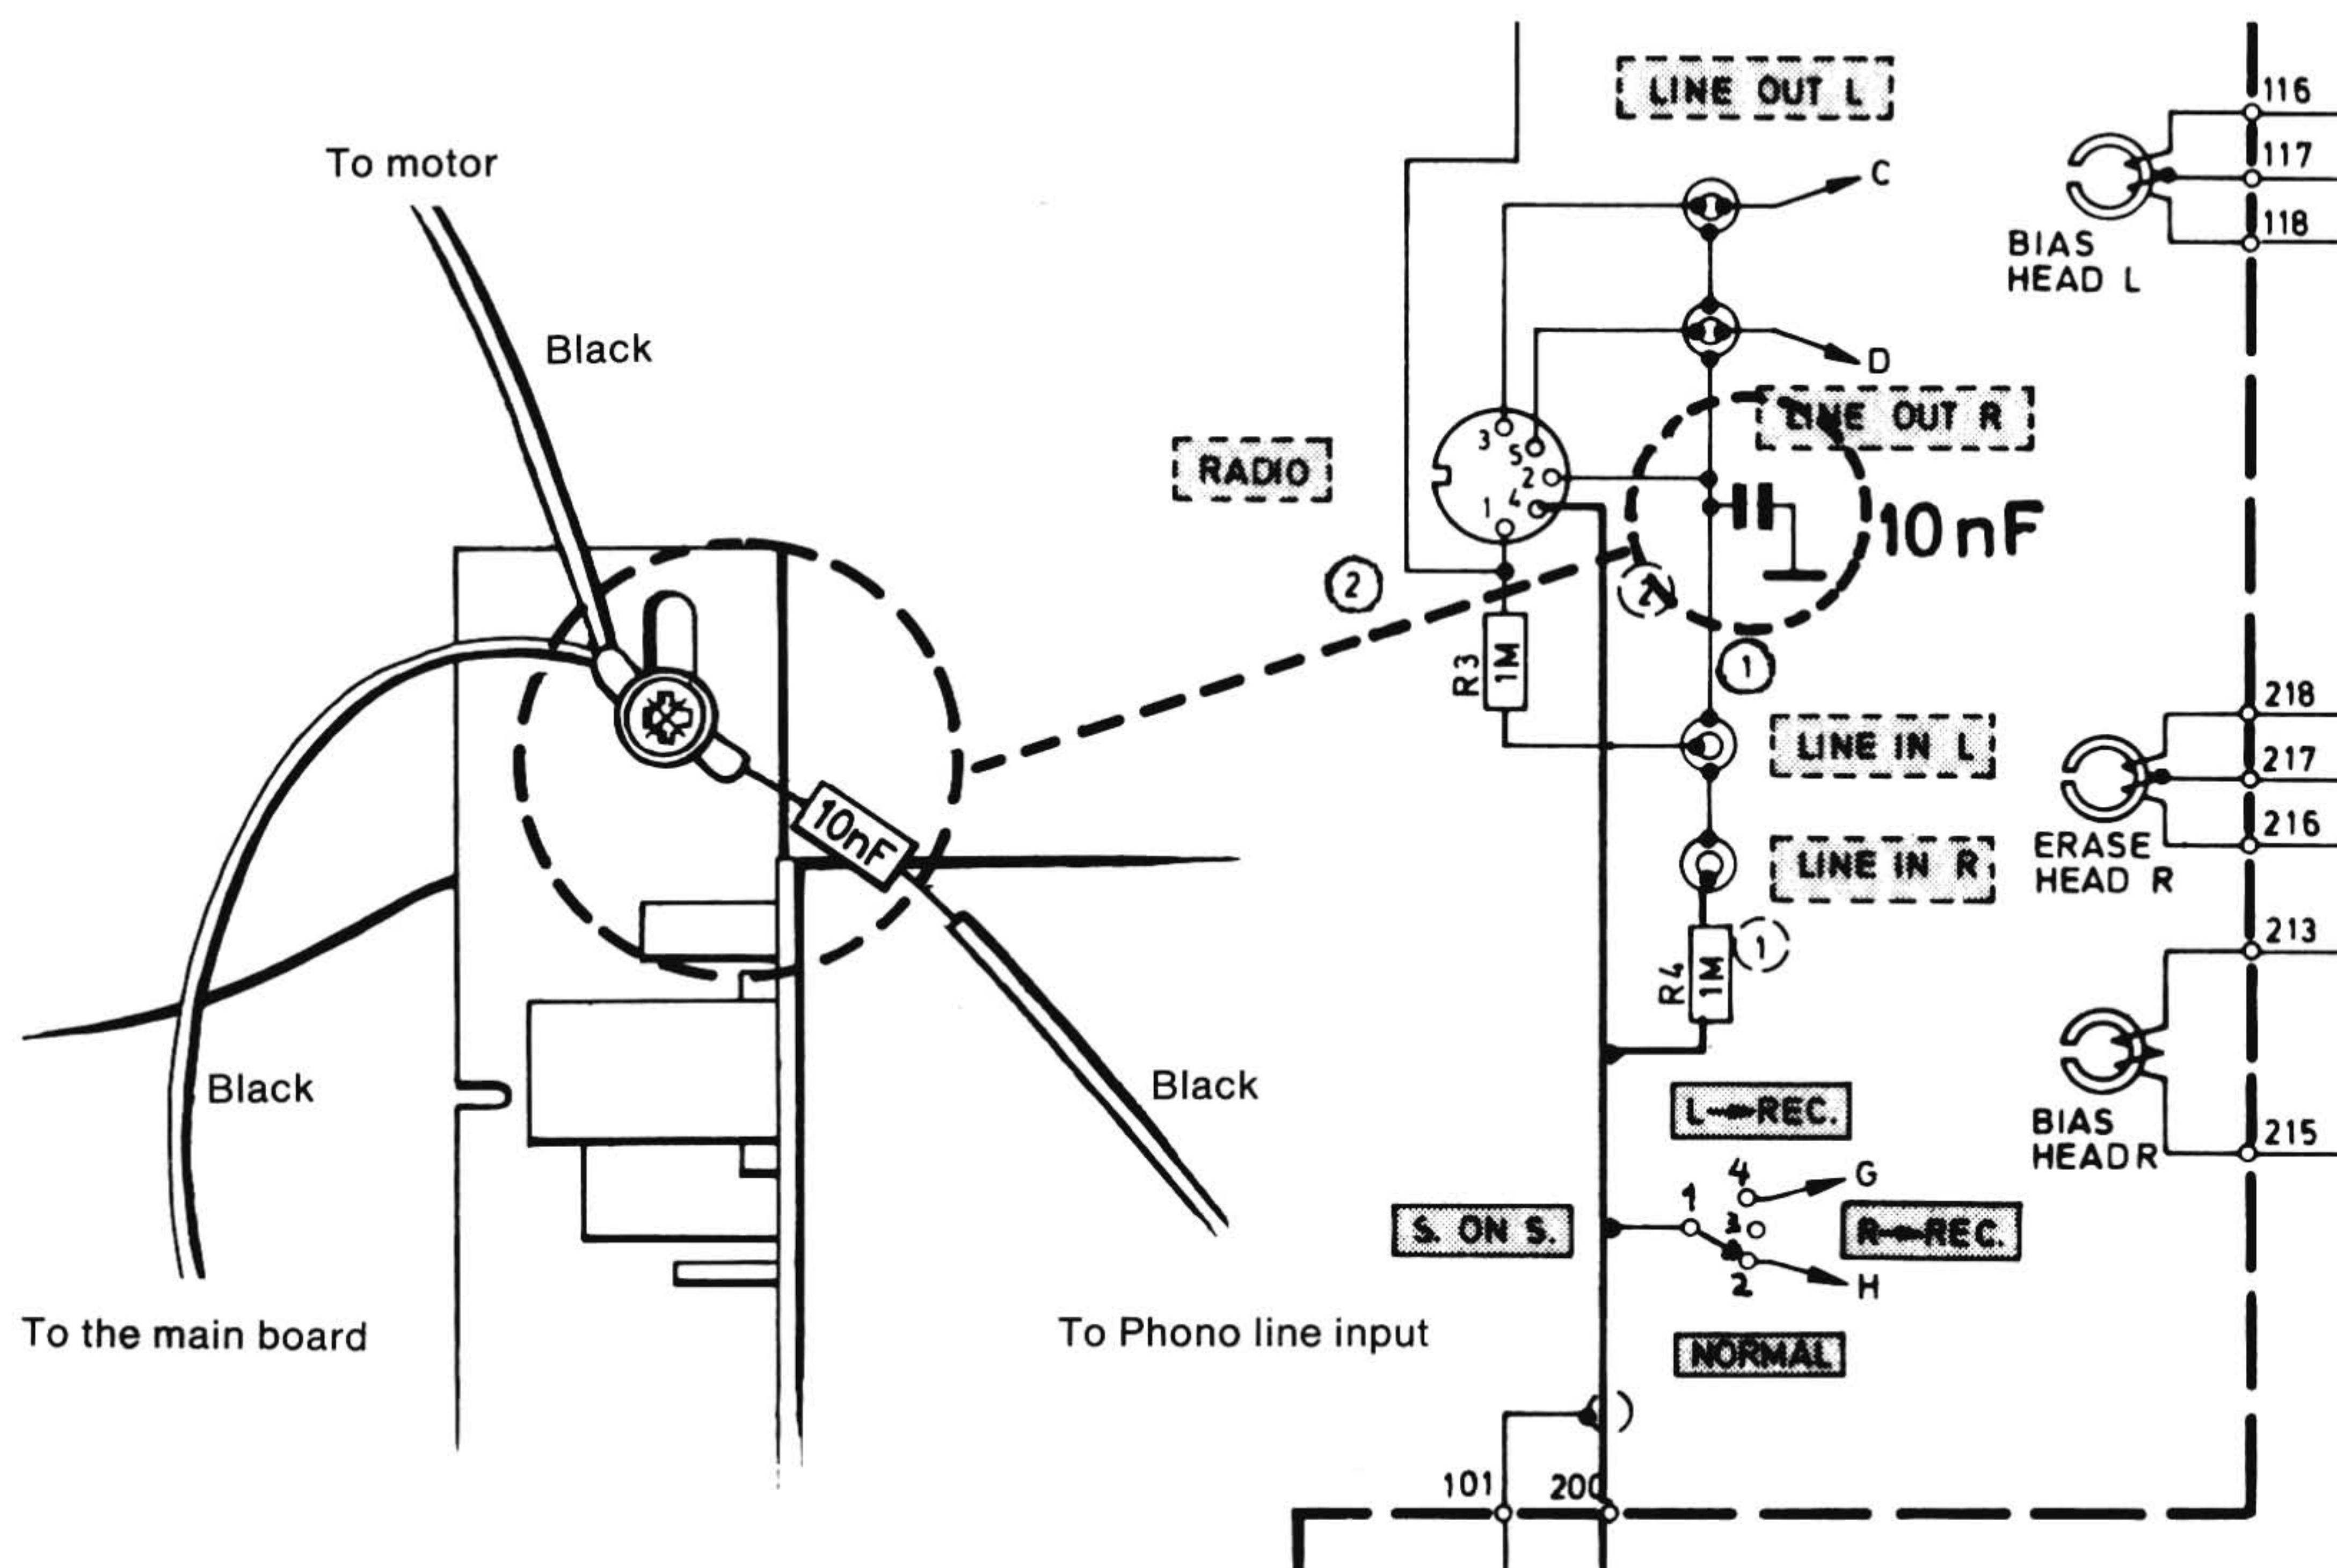 To motor
Black
10nF
Black
Black
To the main board
To Phono line input
LINE OUT L
C
D
LINE OUT R
RADIO
3
5
2
4
1
10nF
2
2
1
R3
1M
LINE IN L
LINE IN R
R4
1M
1
L→REC.
4
G
1
3
R→REC.
S. ON S.
2
H
NORMAL
101
200
116
117
118
BIAS
HEAD L
218
217
216
ERASE
HEAD R
213
BIAS
HEAD R
215